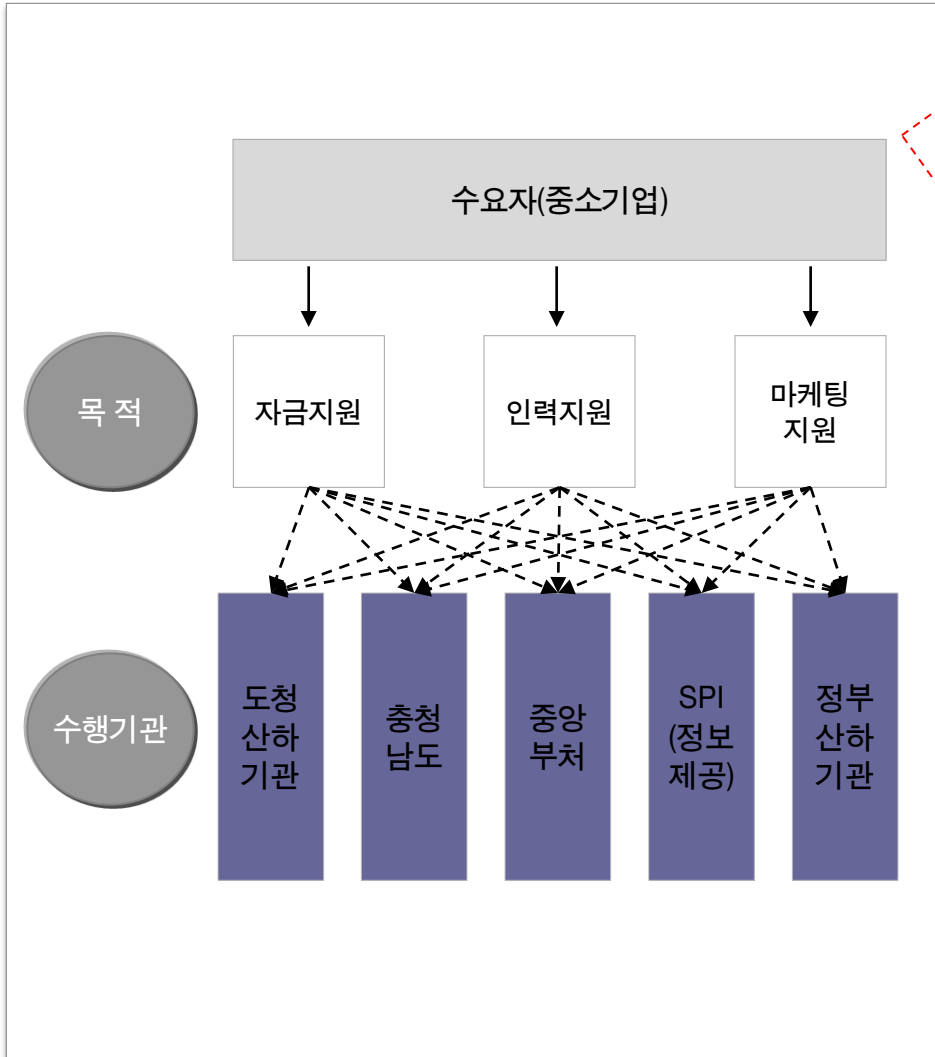 수요자(중소기업)
목 적
자금지원
인력지원
마케팅
지원
수행기관
도청
산하
기관
충청
남도
중앙
부처
SPI
(정보
제공)
정부
산하
기관